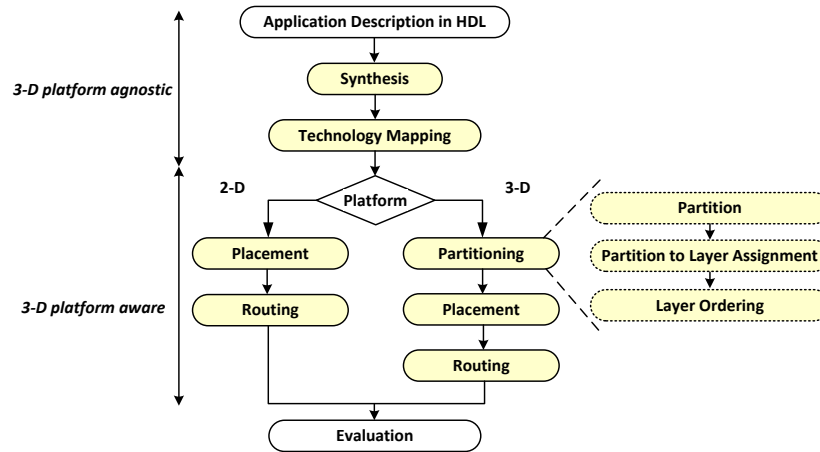 Application Description in HDL
Synthesis
3-D platform agnostic
Technology Mapping
2-D
3-D
Platform
Partition
Placement
Partitioning
Partition to Layer Assignment
3-D platform aware
Routing
Placement
Layer Ordering
Routing
Evaluation